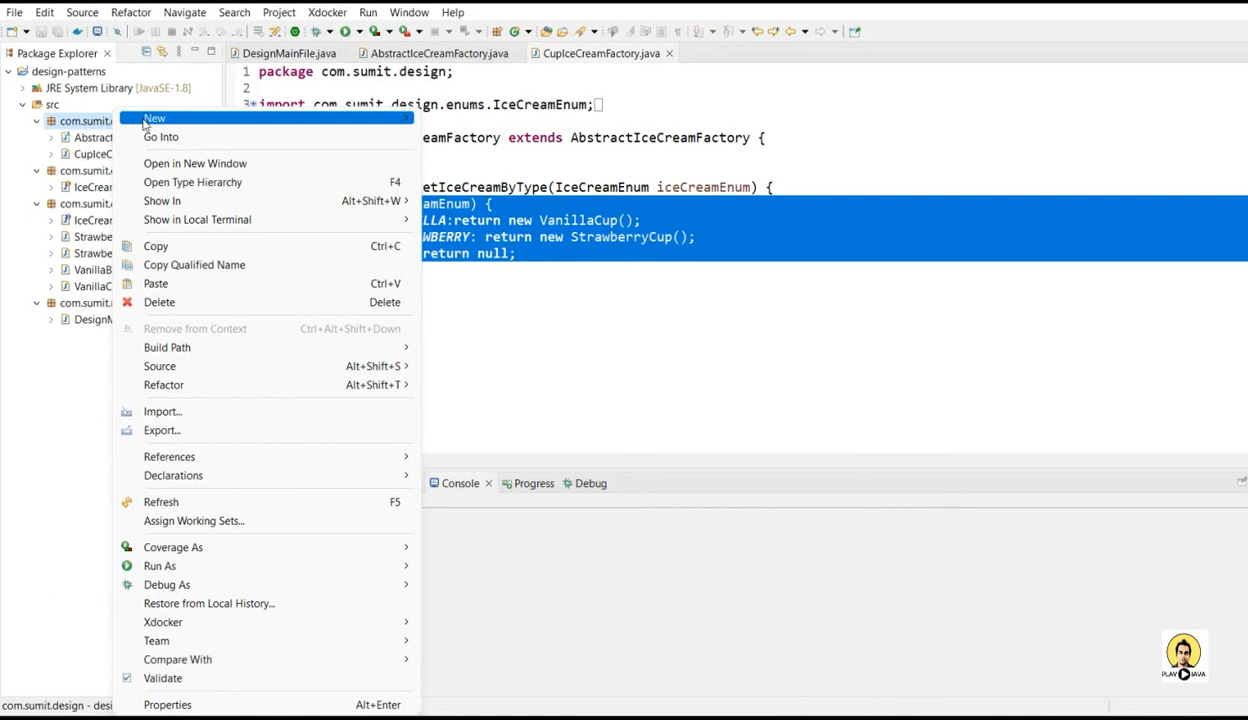 File Edit Source Refactor Navigate Search Project Xdocker Run Window Help
Package Explorer
DesignMainFile.java
AbstractIceCreamFactory.java
CupIceCreamFactory.java
design-patterns
JRE System Library [JavaSE-1.8]
src
com.sumit.
Abstrac
CupIceC
com.sumit.
IceCrean
com.sumit.
IceCrean
Strawbe
Strawbe
VanillaB
VanillaC
com.sumit.
DesignM
New
Go Into
Open in New Window
Open Type Hierarchy F4
Show In Alt+Shift+W
Show in Local Terminal
Copy Ctrl+C
Copy Qualified Name
Paste Ctrl+V
Delete Delete
Remove from Context Ctrl+Alt+Shift+Down
Build Path
Source Alt+Shift+S
Refactor Alt+Shift+T
Import...
Export...
References
Declarations
Refresh F5
Assign Working Sets...
Coverage As
Run As
Debug As
Restore from Local History...
Xdocker
Team
Compare With
Validate
Properties Alt+Enter
1 package com.sumit.design;
2
3 import com.sumit.design.enums.IceCreamEnum;
eamFactory extends AbstractIceCreamFactory {
etIceCreamByType(IceCreamEnum iceCreamEnum) {
amEnum) {
LLA:return new VanillaCup();
WBERRY: return new StrawberryCup();
return null;
Console Progress Debug
com.sumit.design - desi
PLAY JAVA